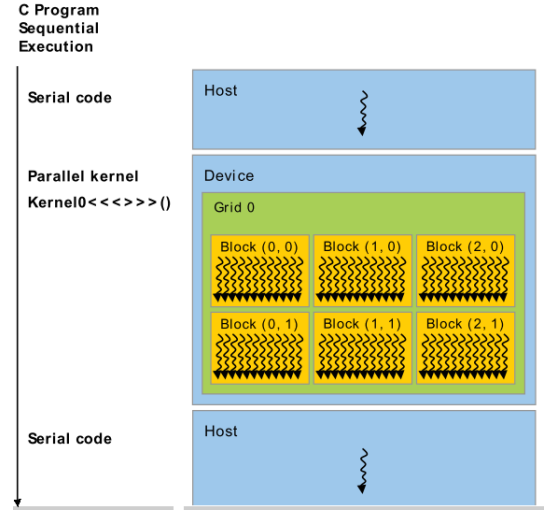 C Program
Sequential
Execution
Serial code
Host
Parallel kernel
Kernel0<<<>>>()
Device
Grid 0
Block (0, 0)
Block (1, 0)
Block (2, 0)
Block (0, 1)
Block (1, 1)
Block (2, 1)
Serial code
Host